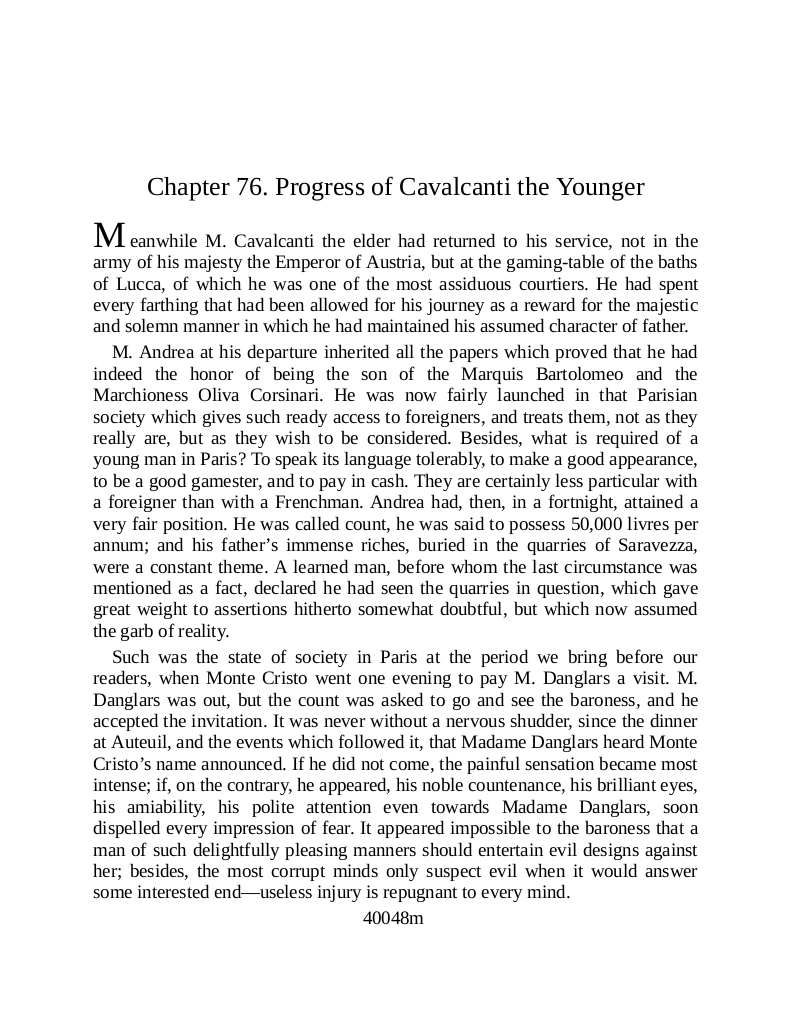 Chapter 76. Progress of Cavalcanti the Younger
Meanwhile M. Cavalcanti the elder had returned to his service, not in the
army of his majesty the Emperor of Austria, but at the gaming-table of the baths
of Lucca, of which he was one of the most assiduous courtiers. He had spent
every farthing that had been allowed for his journey as a reward for the majestic
and solemn manner in which he had maintained his assumed character of father.
M. Andrea at his departure inherited all the papers which proved that he had
indeed the honor of being the son of the Marquis Bartolomeo and the
Marchioness Oliva Corsinari. He was now fairly launched in that Parisian
society which gives such ready access to foreigners, and treats them, not as they
really are, but as they wish to be considered. Besides, what is required of a
young man in Paris? To speak its language tolerably, to make a good appearance,
to be a good gamester, and to pay in cash. They are certainly less particular with
a foreigner than with a Frenchman. Andrea had, then, in a fortnight, attained a
very fair position. He was called count, he was said to possess 50,000 livres per
annum; and his father’s immense riches, buried in the quarries of Saravezza,
were a constant theme. A learned man, before whom the last circumstance was
mentioned as a fact, declared he had seen the quarries in question, which gave
great weight to assertions hitherto somewhat doubtful, but which now assumed
the garb of reality.
Such was the state of society in Paris at the period we bring before our
readers, when Monte Cristo went one evening to pay M. Danglars a visit. M.
Danglars was out, but the count was asked to go and see the baroness, and he
accepted the invitation. It was never without a nervous shudder, since the dinner
at Auteuil, and the events which followed it, that Madame Danglars heard Monte
Cristo’s name announced. If he did not come, the painful sensation became most
intense; if, on the contrary, he appeared, his noble countenance, his brilliant eyes,
his amiability, his polite attention even towards Madame Danglars, soon
dispelled every impression of fear. It appeared impossible to the baroness that a
man of such delightfully pleasing manners should entertain evil designs against
her; besides, the most corrupt minds only suspect evil when it would answer
some interested end—useless injury is repugnant to every mind.
40048m